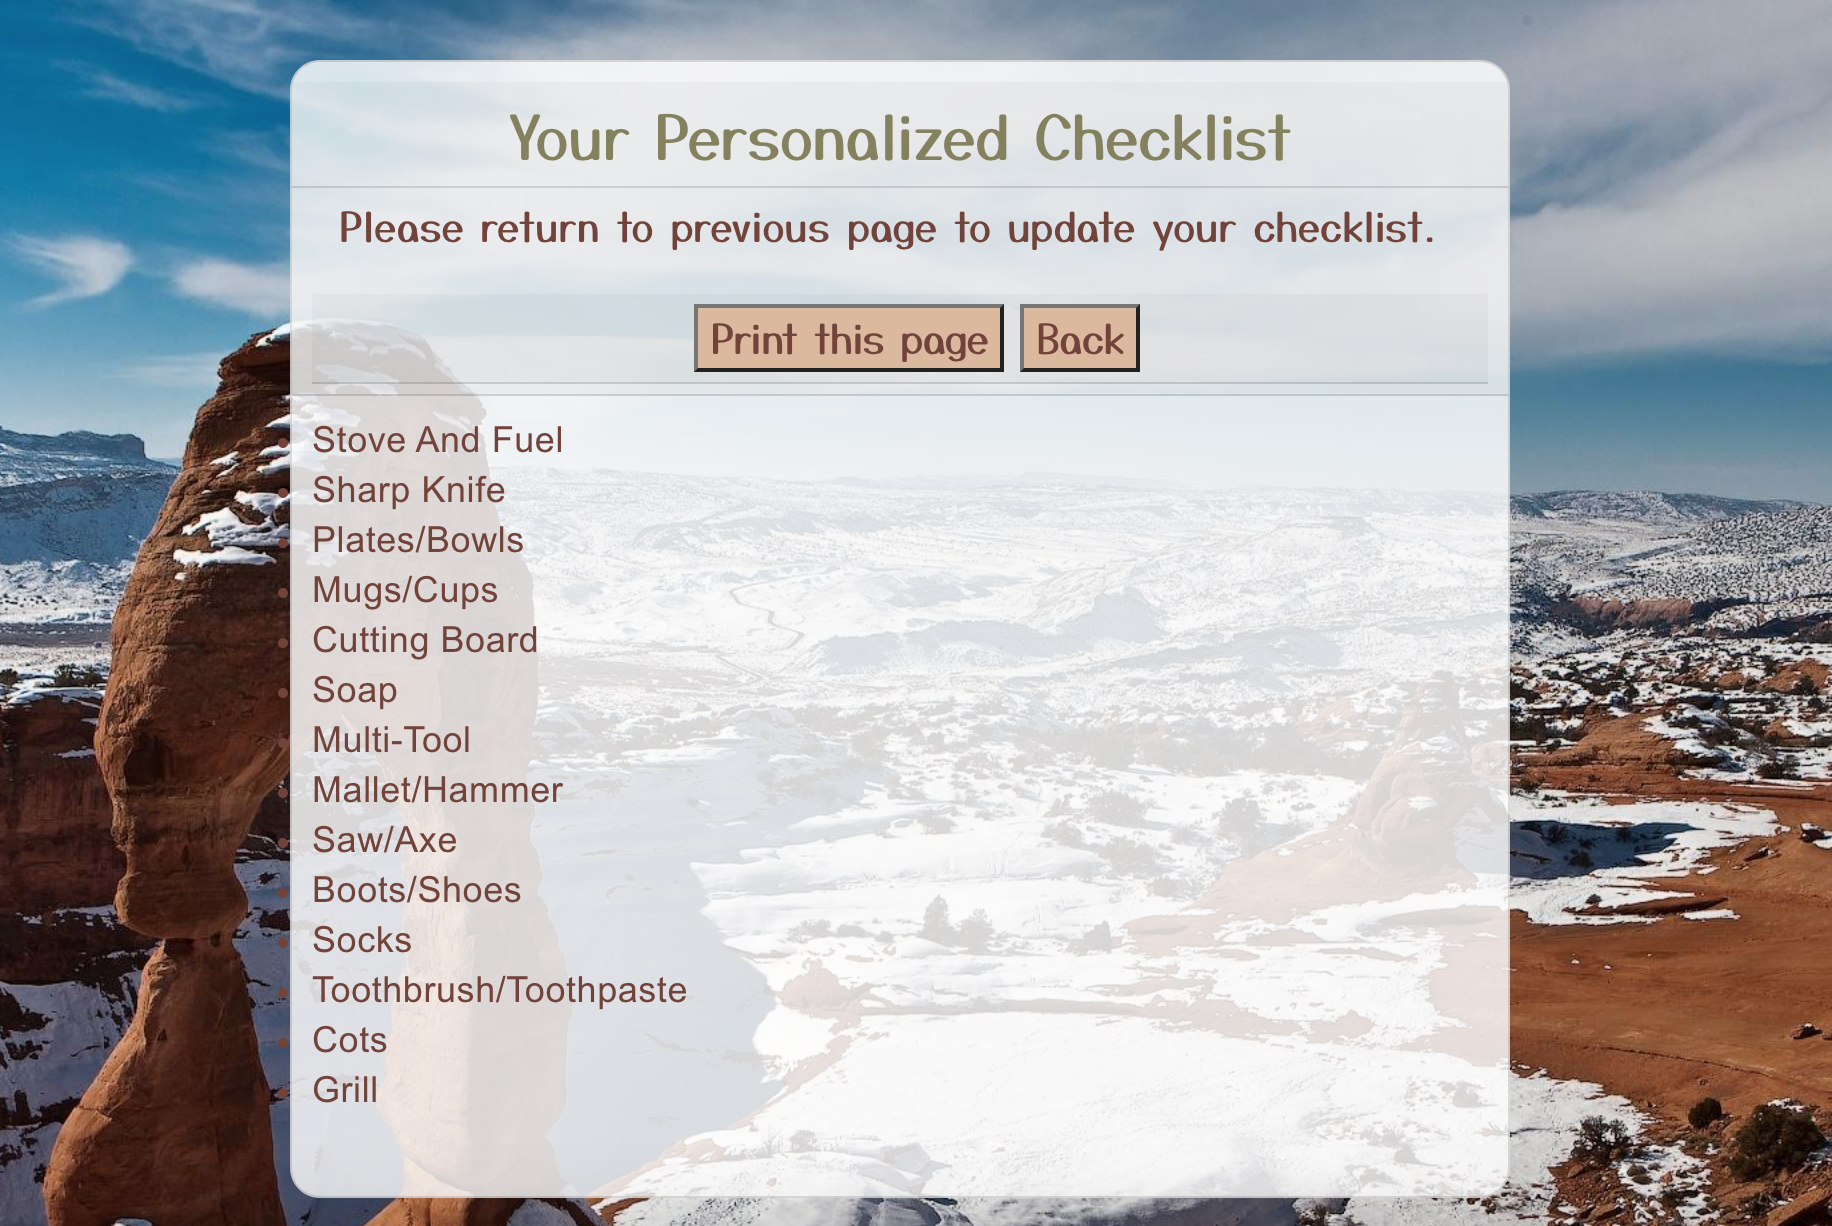 Your Personalized Checklist
Please return to previous page to update your checklist.
Print this page Back
Stove And Fuel
Sharp Knife
Plates/Bowls
Mugs/Cups
Cutting Board
Soap
Multi-Tool
Mallet/Hammer
Saw/Axe
Boots/Shoes
Socks
Toothbrush/Toothpaste
Cots
Grill